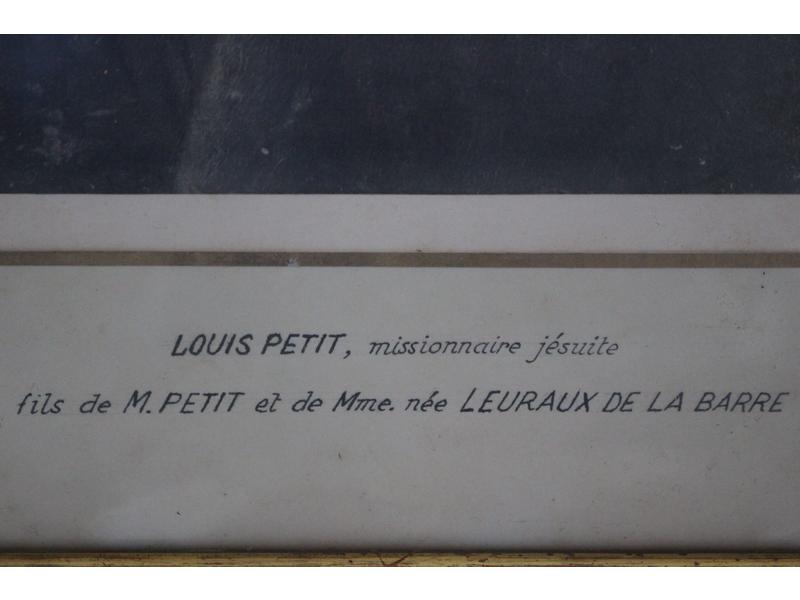 LOUIS PETIT, missionnaire jésuite
fils de M. PETIT et de Mme. née LEURAUX DE LA BARRE